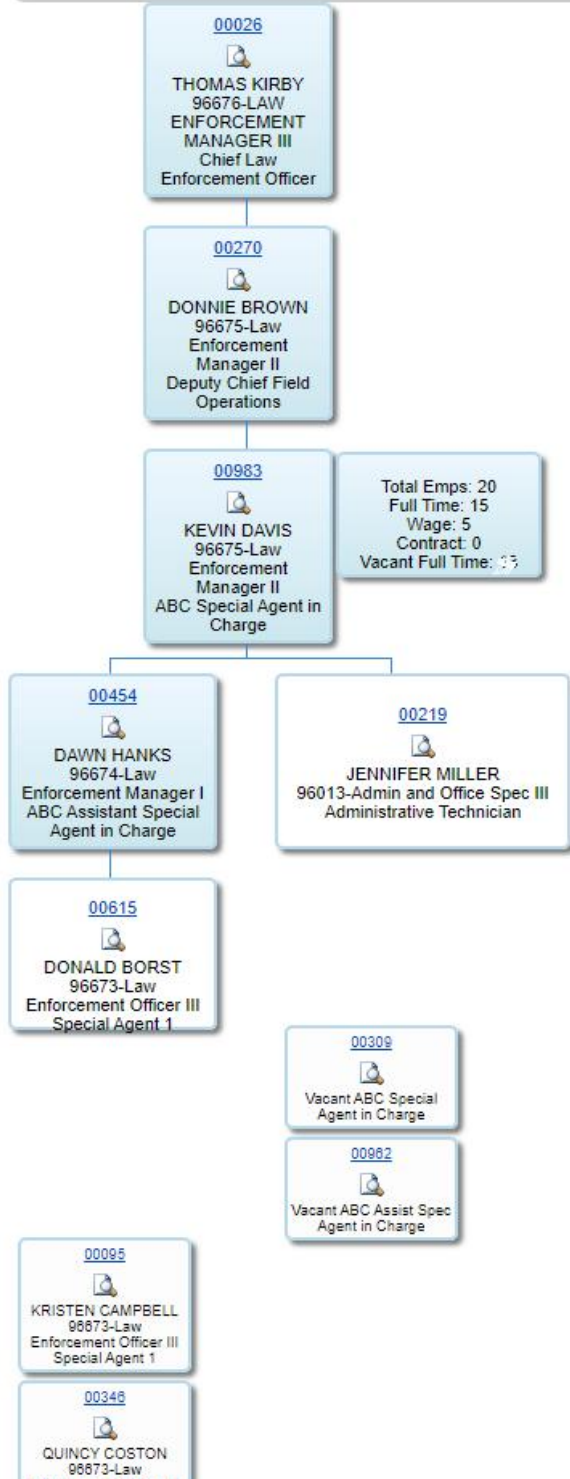 00026
THOMAS KIRBY
96676-LAW
ENFORCEMENT
MANAGER III
Chief Law
Enforcement Officer
00270
DONNIE BROWN
96675-Law
Enforcement
Manager II
Deputy Chief Field
Operations
00983
KEVIN DAVIS
96675-Law
Enforcement
Manager II
ABC Special Agent in
Charge
Total Emps: 20
Full Time: 15
Wage: 5
Contract: 0
Vacant Full Time:
00454
DAWN HANKS
96674-Law
Enforcement Manager I
ABC Assistant Special
Agent in Charge
00219
JENNIFER MILLER
96013-Admin and Office Spec III
Administrative Technician
00615
DONALD BORST
96673-Law
Enforcement Officer III
Special Agent 1
00309
Vacant ABC Special
Agent in Charge
00962
Vacant ABC Assist Spec
Agent in Charge
00095
KRISTEN CAMPBELL
96673-Law
Enforcement Officer III
Special Agent 1
00346
QUINCY COSTON
96673-Law